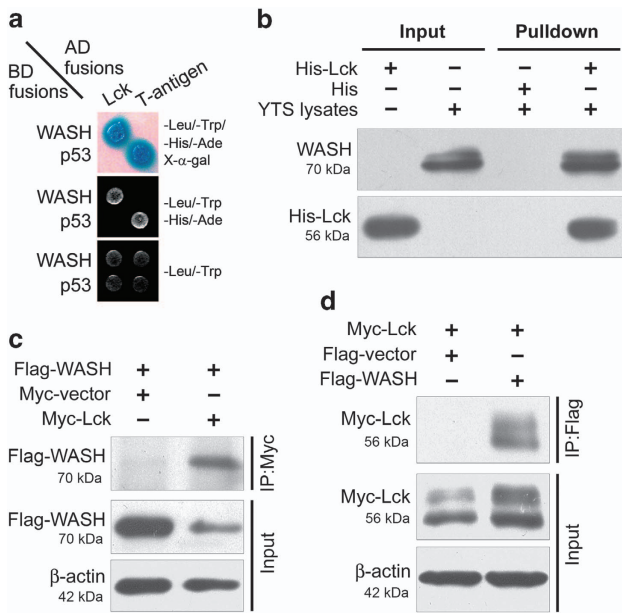 a
AD
fusions
BD
fusions
Lck
T-antigen
WASH
p53
-Leu/-Trp/
-His/-Ade
X-α-gal
WASH
p53
-Leu/-Trp
-His/-Ade
WASH
p53
-Leu/-Trp
b
Input Pulldown
His-Lck + − − +
His − − + −
YTS lysates − + + +
WASH
70 kDa
His-Lck
56 kDa
c
Flag-WASH + +
Myc-vector + −
Myc-Lck − +
Flag-WASH
70 kDa
IP:Myc
Flag-WASH
70 kDa
β-actin
42 kDa
Input
d
Myc-Lck + +
Flag-vector + −
Flag-WASH − +
Myc-Lck
56 kDa
IP:Flag
Myc-Lck
56 kDa
β-actin
42 kDa
Input